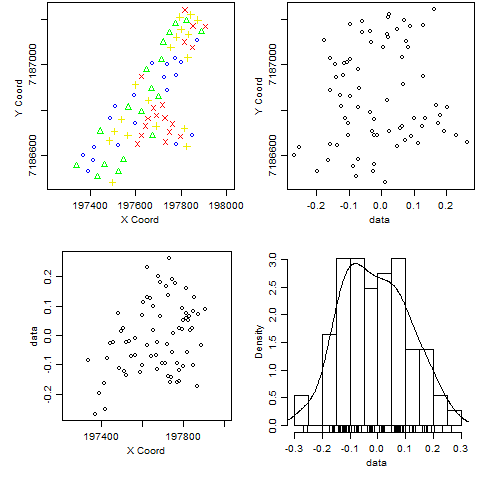 7187000
7186600
Y Coord
197400 197600 197800 198000
X Coord
7187000
7186600
Y Coord
-0.2 -0.1 0.0 0.1 0.2
data
0.2
0.1
0.0
-0.1
-0.2
data
197400 197800
X Coord
3.0
2.5
1.5
1.0
0.5
0.0
Density
-0.3 -0.2 -0.1 0.0 0.1 0.2 0.3
data